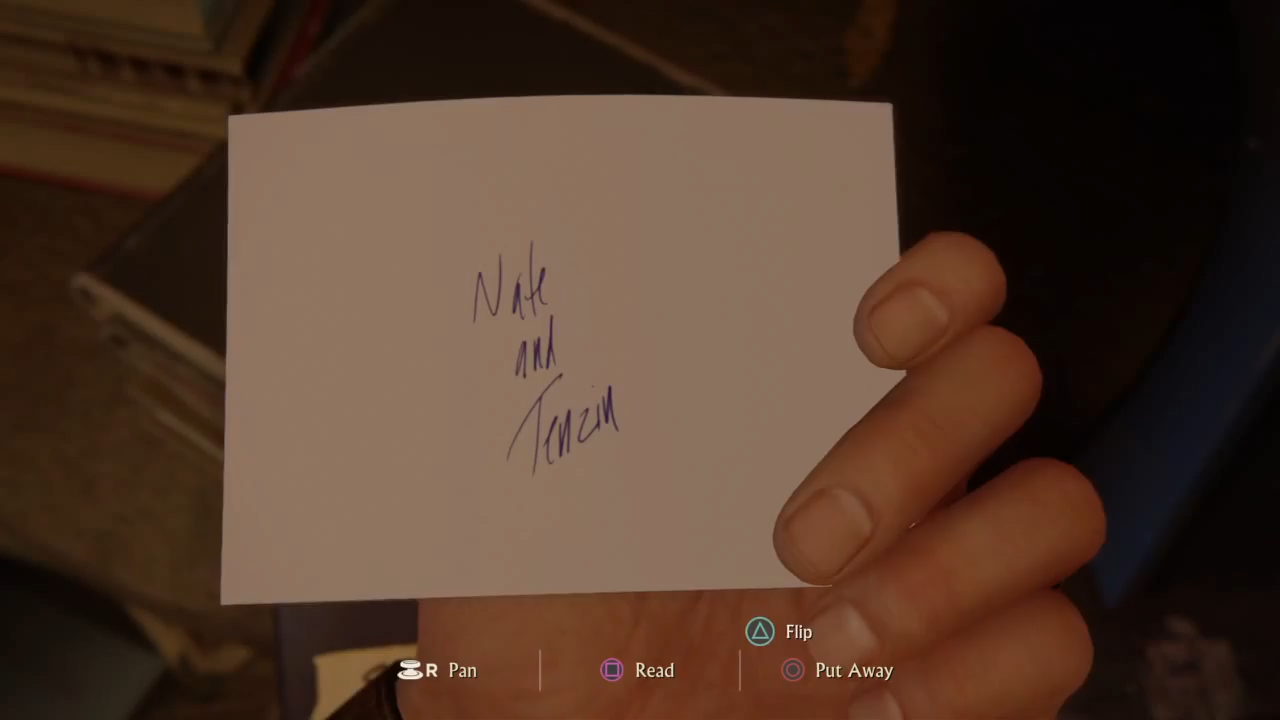 Nate
and
Tenzin
Flip
R Pan
Read
Put Away